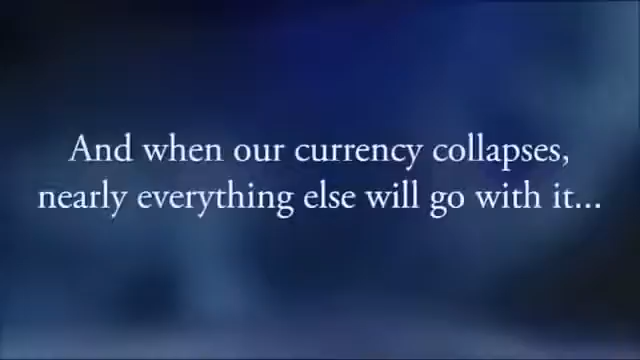 And when our currency collapses,
nearly everything else will go with it...